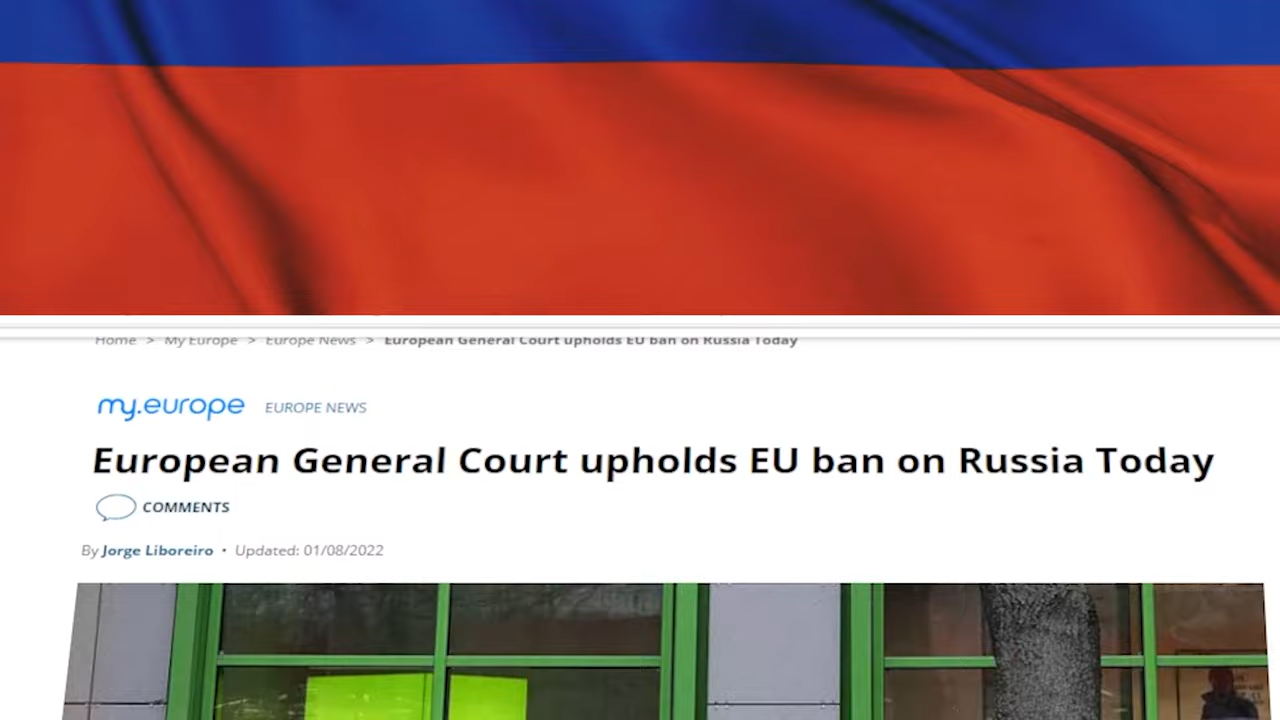 Home > My Europe > Europe News > European General Court upholds EU ban on Russia Today
my.europe EUROPE NEWS
European General Court upholds EU ban on Russia Today
COMMENTS
By Jorge Liboreiro • Updated: 01/08/2022